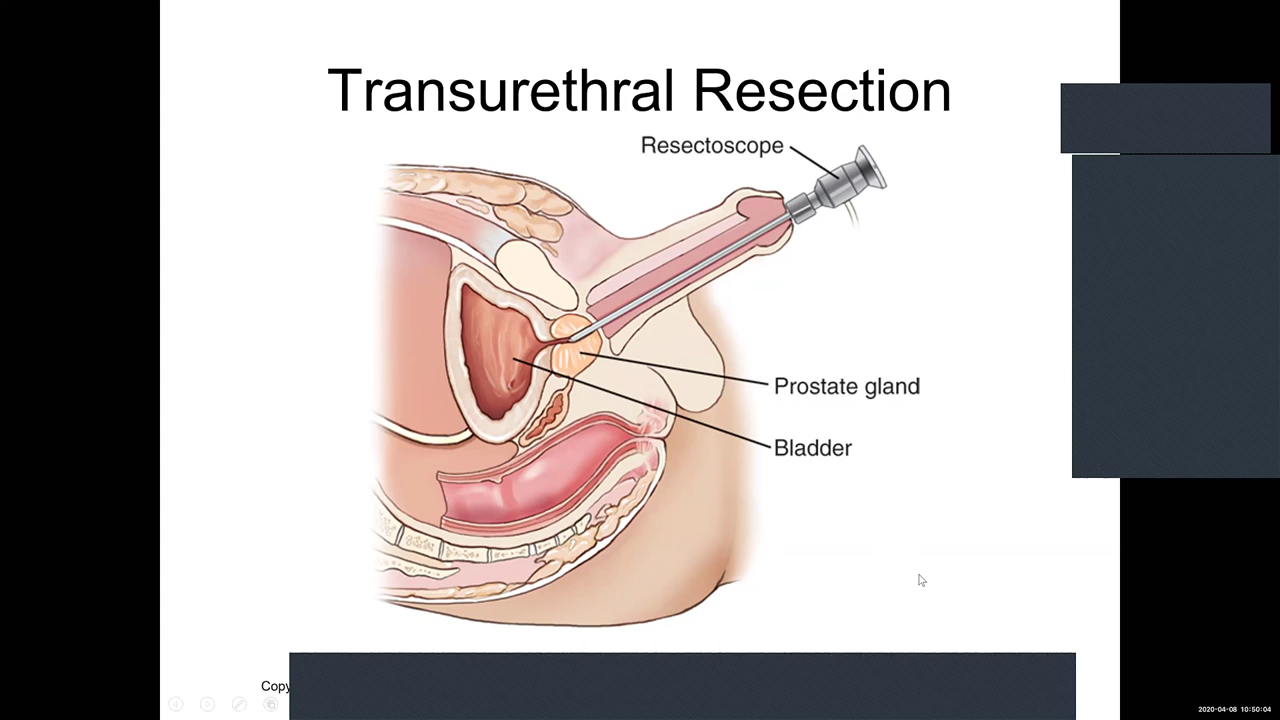 Transurethral Resection
Resectoscope
Prostate gland
Bladder
Copy
2020-04-08 10:50:04